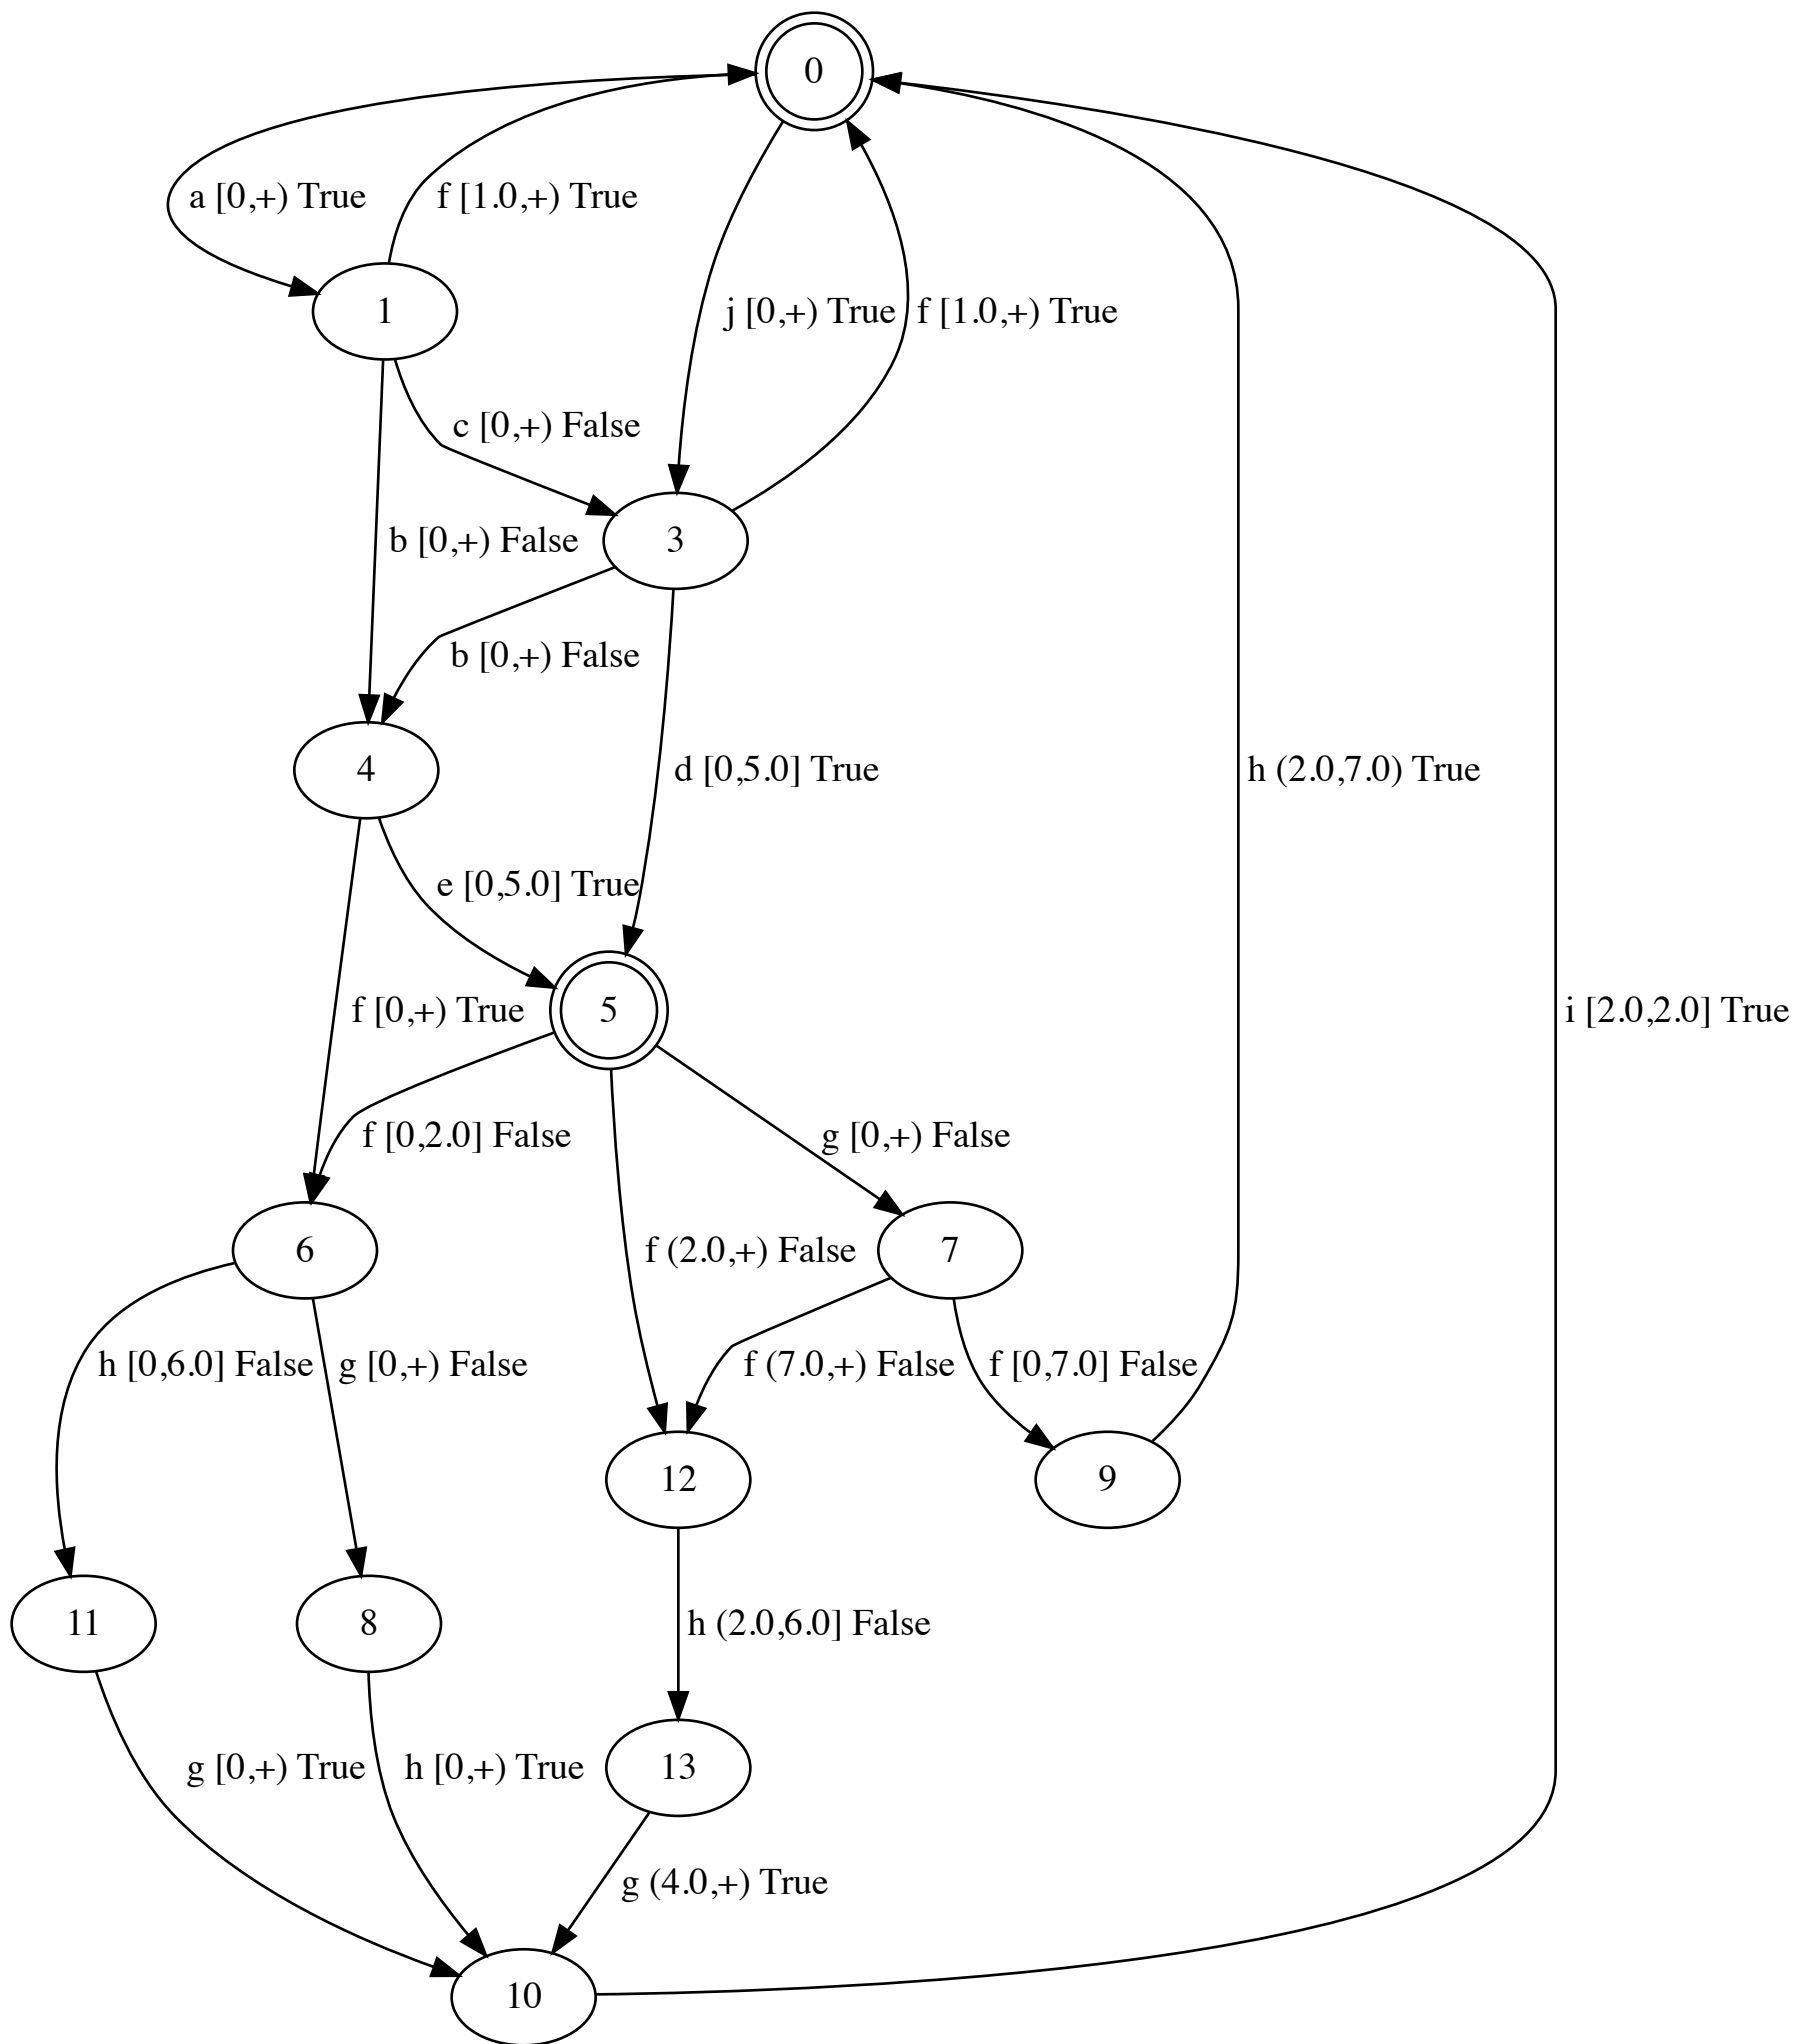 0
a [0,+) True
f [1.0,+) True
1
j [0,+) True
f [1.0,+) True
c [0,+) False
b [0,+) False
3
b [0,+) False
4
d [0,5.0] True
h (2.0,7.0) True
e [0,5.0] True
f [0,+) True
5
i [2.0,2.0] True
f [0,2.0] False
g [0,+) False
6
f (2.0,+) False
7
h [0,6.0] False
g [0,+) False
f (7.0,+) False
f [0,7.0] False
12
9
11
8
h (2.0,6.0] False
g [0,+) True
h [0,+) True
13
g (4.0,+) True
10